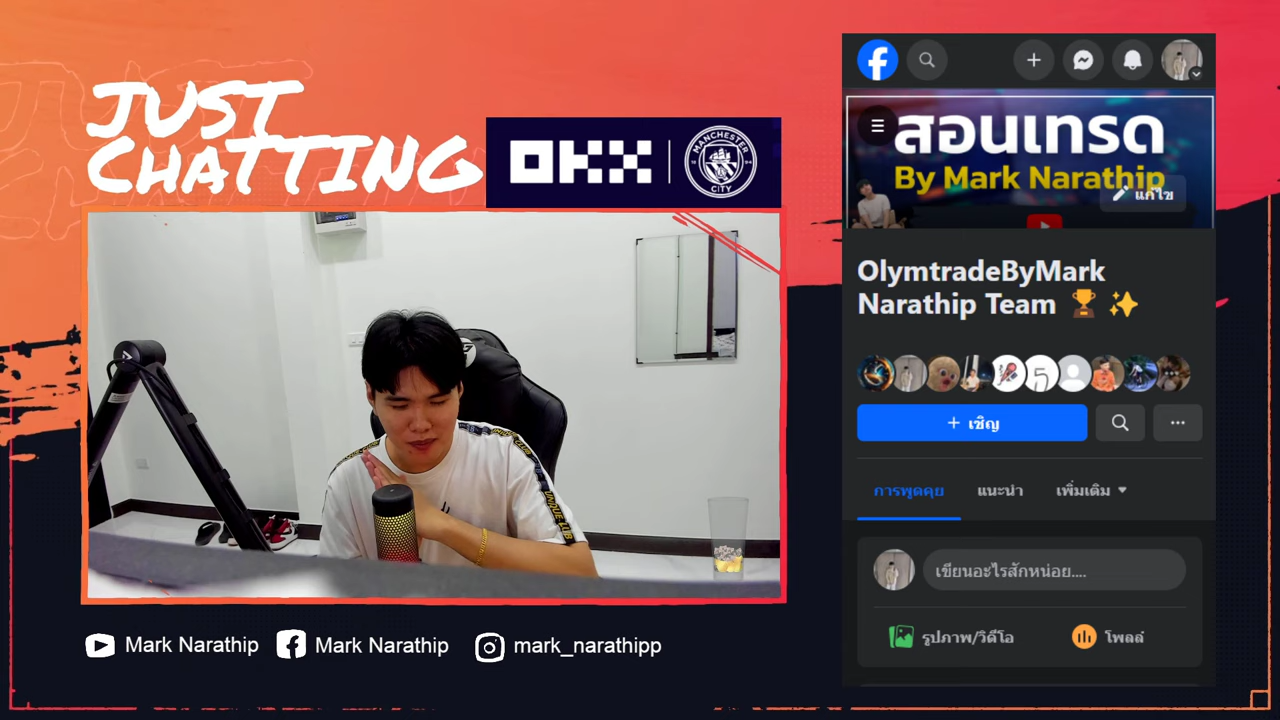 JUST
CHATTING
OKX
MANCHESTER
CITY
Mark Narathip
Mark Narathip
mark_narathipp
สอนเทรด
By Mark Narathip
แก้ไข
OlymtradeByMark
Narathip Team 🏆 ✨
+ เชิญ
การพูดคุย
แนะนำ
เพิ่มเติม
เขียนอะไรสักหน่อย....
รูปภาพ/วิดีโอ
โพลล์